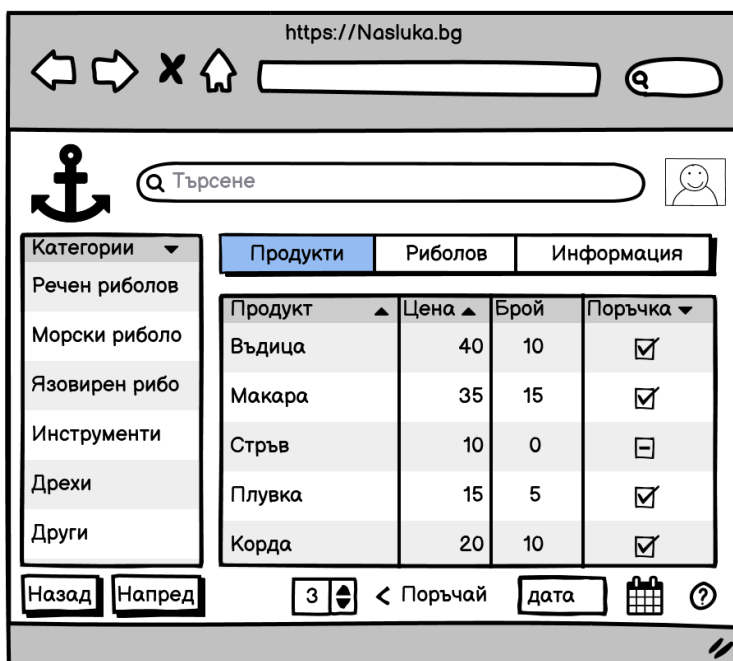 https://Nasluka.bg
Търсене
Категории
Речен риболов
Морски риболо
Язовирен рибо
Инструменти
Дрехи
Други
Продукти Риболов Информация
Продукт Цена Брой Поръчка
Въдица 40 10
Макара 35 15
Стръв 10 0
Плувка 15 5
Корда 20 10
Назад Напред 3 < Поръчай дата ?